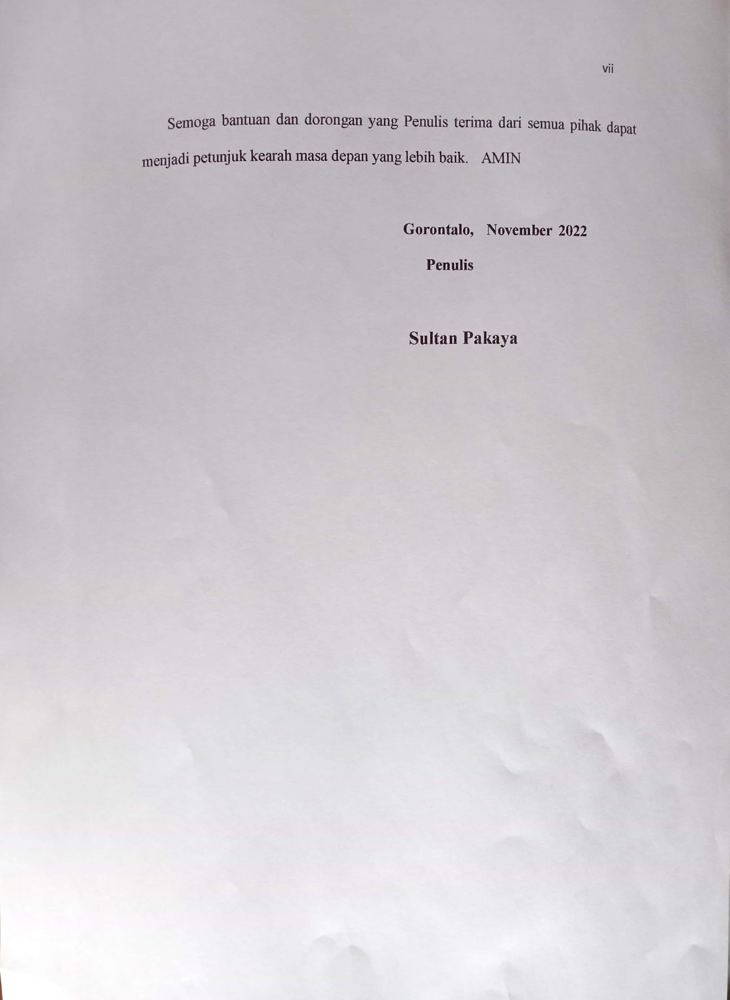 vii
Semoga bantuan dan dorongan yang Penulis terima dari semua pihak dapat
menjadi petunjuk kearah masa depan yang lebih baik. AMIN
Gorontalo, November 2022
Penulis
Sultan Pakaya